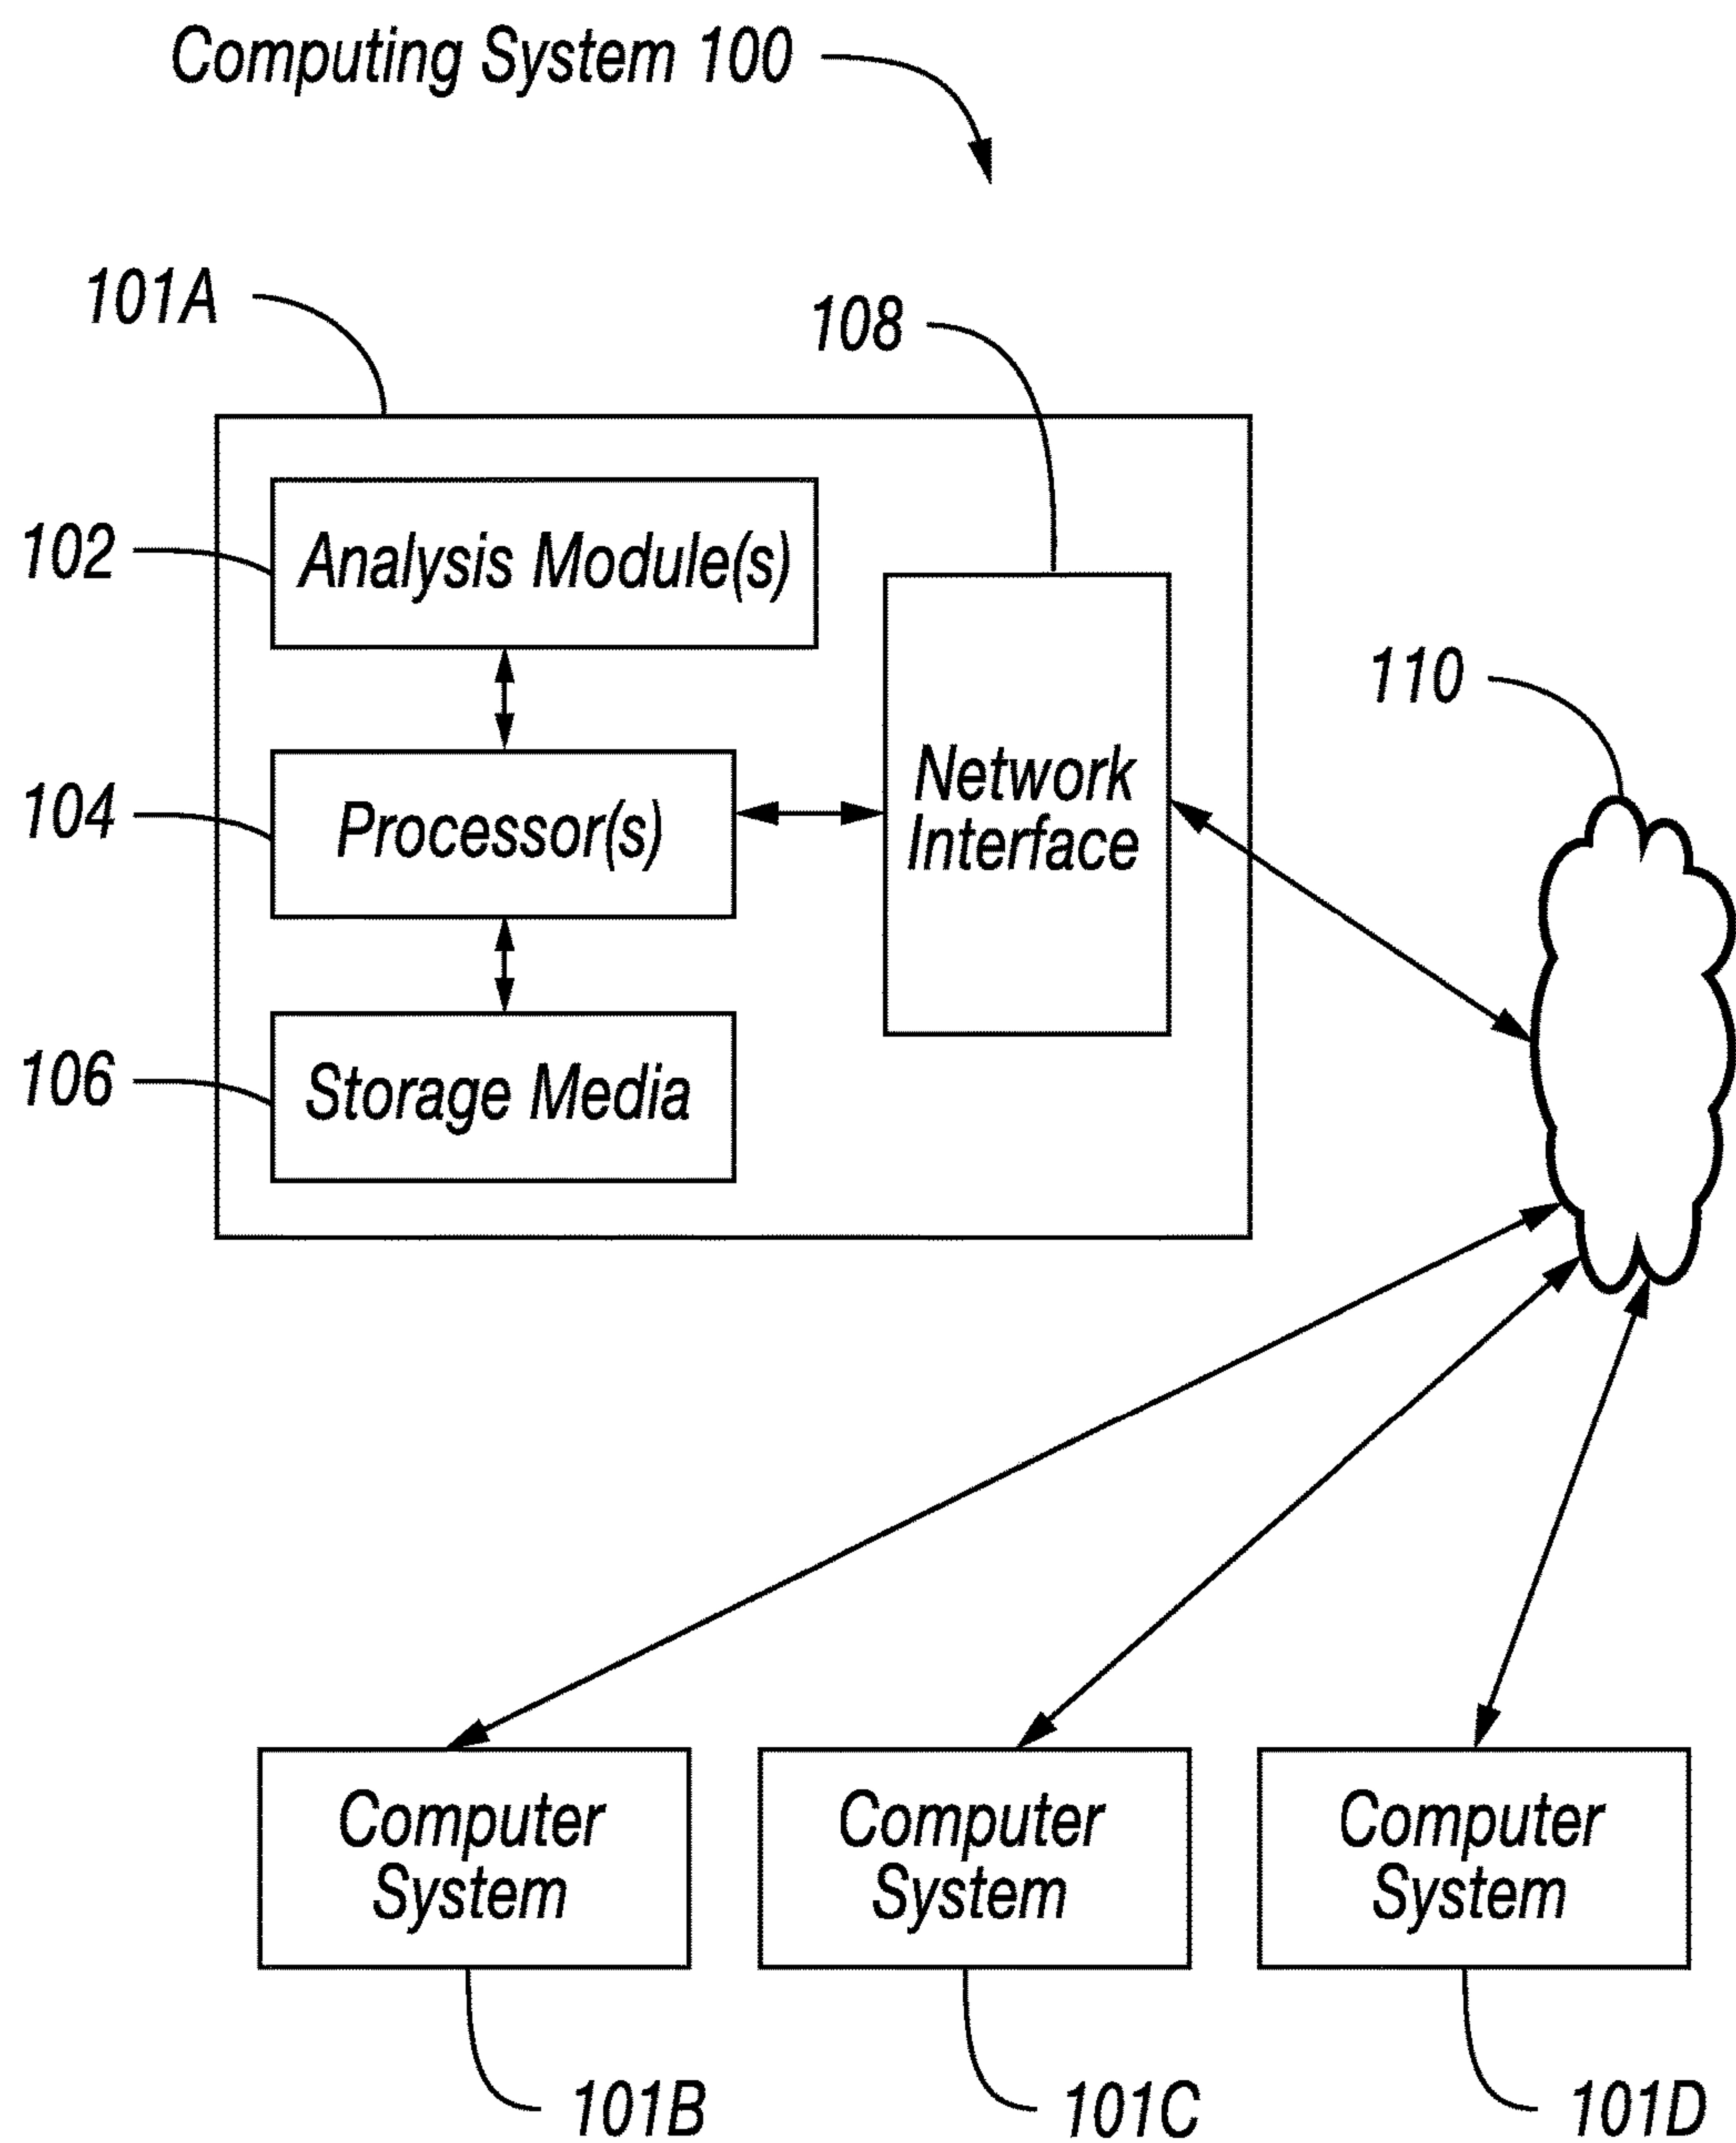 Computing System 100
101A
108
102
Analysis Module(s)
110
Network
Interface
104
Processor(s)
106
Storage Media
Computer
System
Computer
System
Computer
System
101B
101C
101D